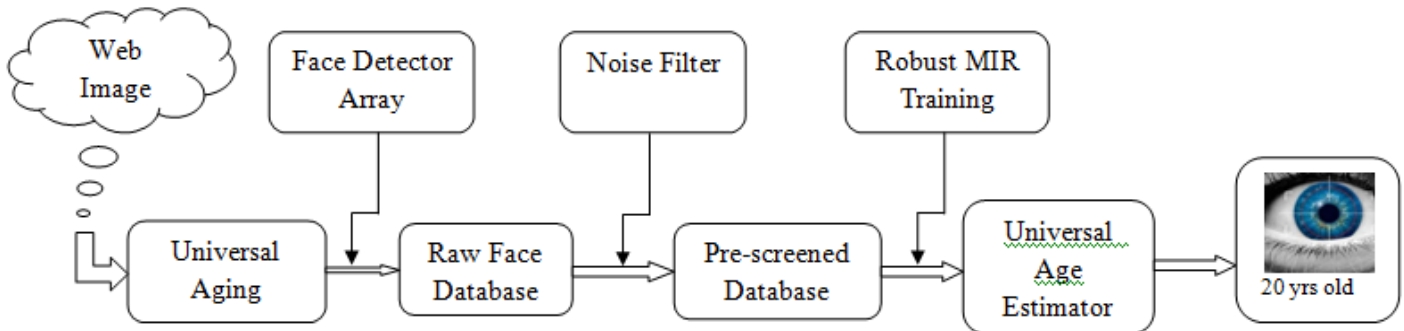 Web
Image
Face Detector
Array
Noise Filter
Robust MIR
Training
Universal
Aging
Raw Face
Database
Pre-screened
Database
Universal
Age
Estimator
20 yrs old